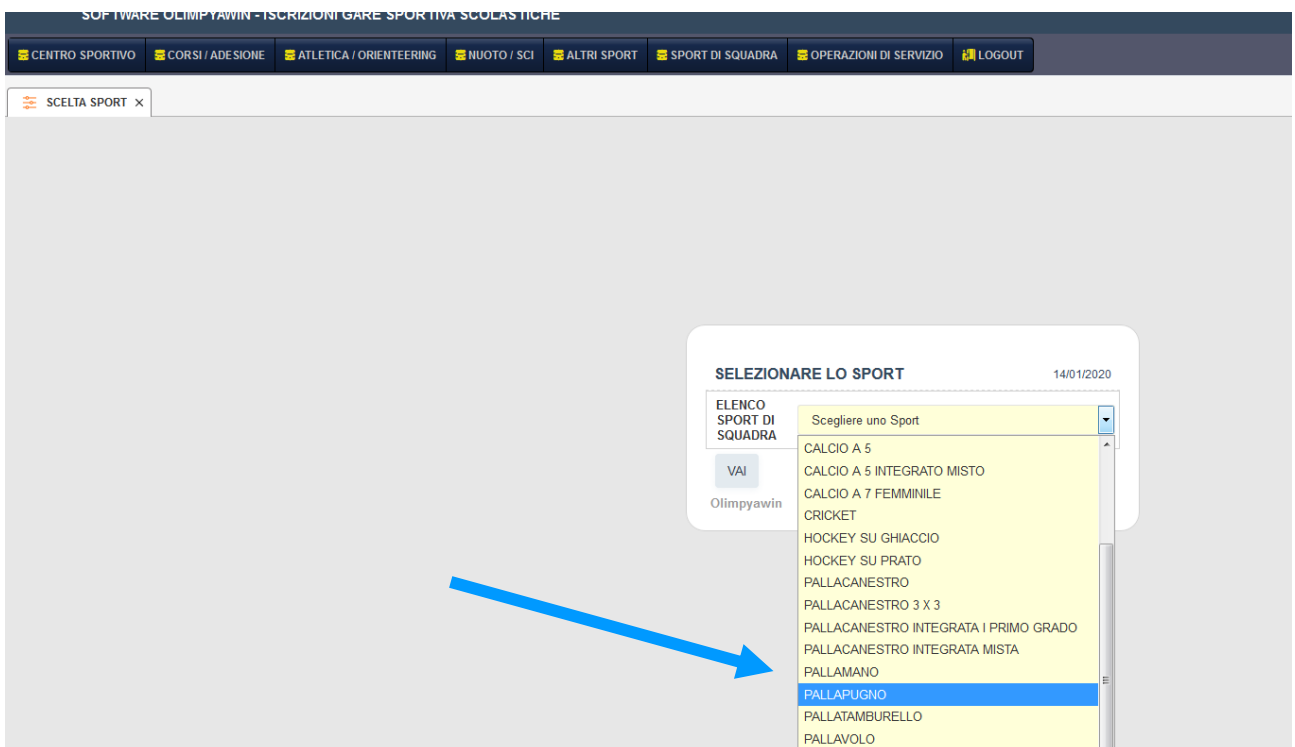 SOFTWARE OLIMPYAWIN - ISCRIZIONI GARE SPORTIVA SCOLASTICHE
CENTRO SPORTIVO CORSI / ADESIONE ATLETICA / ORIENTEERING NUOTO / SCI ALTRI SPORT SPORT DI SQUADRA OPERAZIONI DI SERVIZIO LOGOUT
SCELTA SPORT ×
SELEZIONARE LO SPORT 14/01/2020
ELENCO
SPORT DI
SQUADRA
Scegliere uno Sport
CALCIO A 5
VAI
CALCIO A 5 INTEGRATO MISTO
CALCIO A 7 FEMMINILE
Olimpyawin
CRICKET
HOCKEY SU GHIACCIO
HOCKEY SU PRATO
PALLACANESTRO
PALLACANESTRO 3 X 3
PALLACANESTRO INTEGRATA I PRIMO GRADO
PALLACANESTRO INTEGRATA MISTA
PALLAMANO
PALLAPUGNO
PALLATAMBURELLO
PALLAVOLO